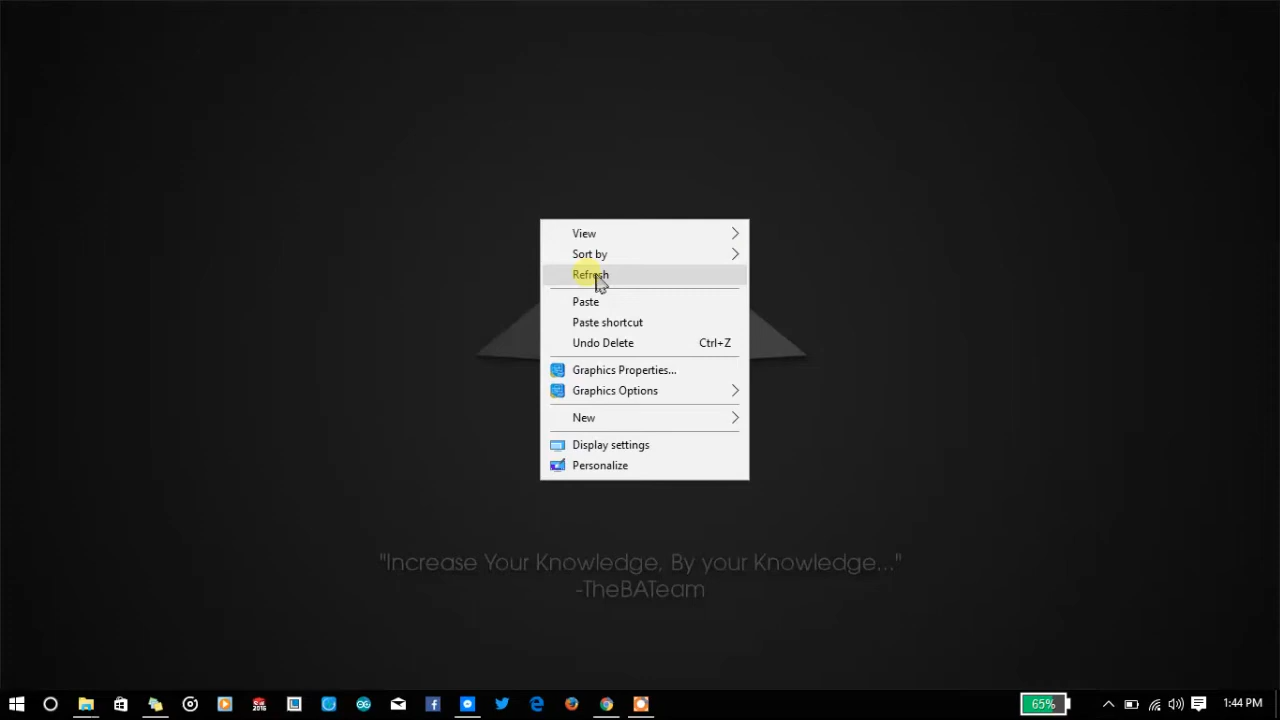 View
Sort by
Refresh
Paste
Paste shortcut
Undo Delete Ctrl+Z
Graphics Properties...
Graphics Options
New
Display settings
Personalize
"Increase Your Knowledge, By your Knowledge..."
-TheBATeam
65%
1:44 PM